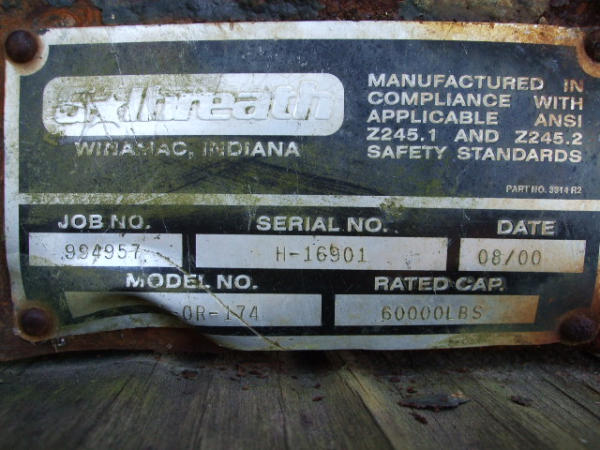 Galbreath
WINAMAC, INDIANA
MANUFACTURED IN
COMPLIANCE WITH
APPLICABLE ANSI
Z245.1 AND Z245.2
SAFETY STANDARDS
PART NO. 3914 R2
JOB NO. SERIAL NO. DATE
994957 H-16901 08/00
MODEL NO. RATED CAP.
-OR-174 60000LBS